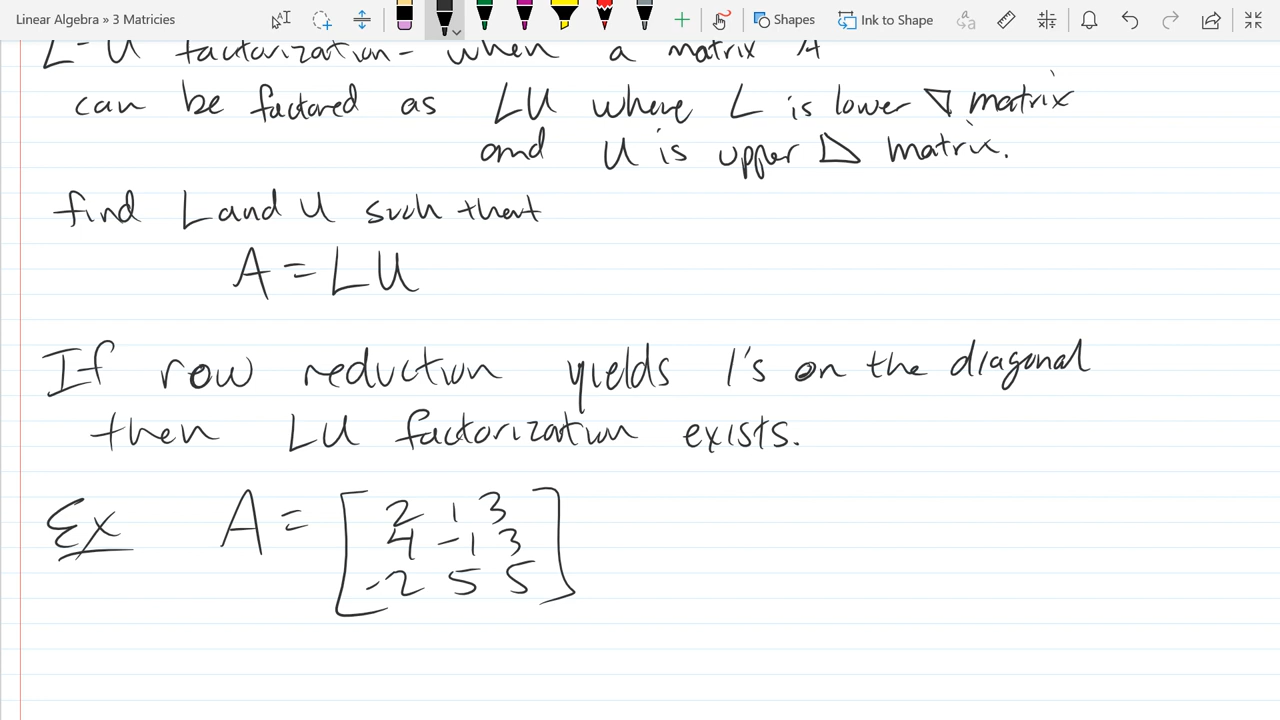 Linear Algebra » 3 Matricies
Shapes
Ink to Shape
L-U factorization - when a matrix A
can be factored as LU where L is lower ▽ matrix
and U is upper △ matrix.
find L and U such that
A = LU
If row reduction yields 1's on the diagonal
then LU factorization exists.
Ex A = [2 1 3
4 -1 3
-2 5 5]